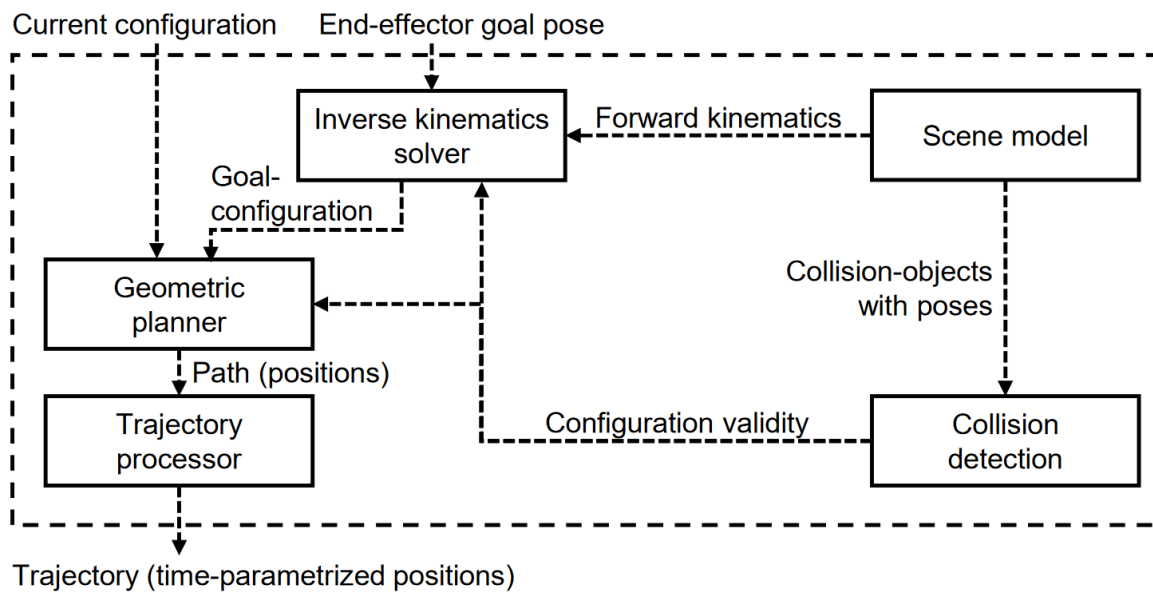 Current configuration
End-effector goal pose
Inverse kinematics
solver
Forward kinematics
Scene model
Goal-
configuration
Geometric
planner
Collision-objects
with poses
Path (positions)
Trajectory
processor
Configuration validity
Collision
detection
Trajectory (time-parametrized positions)